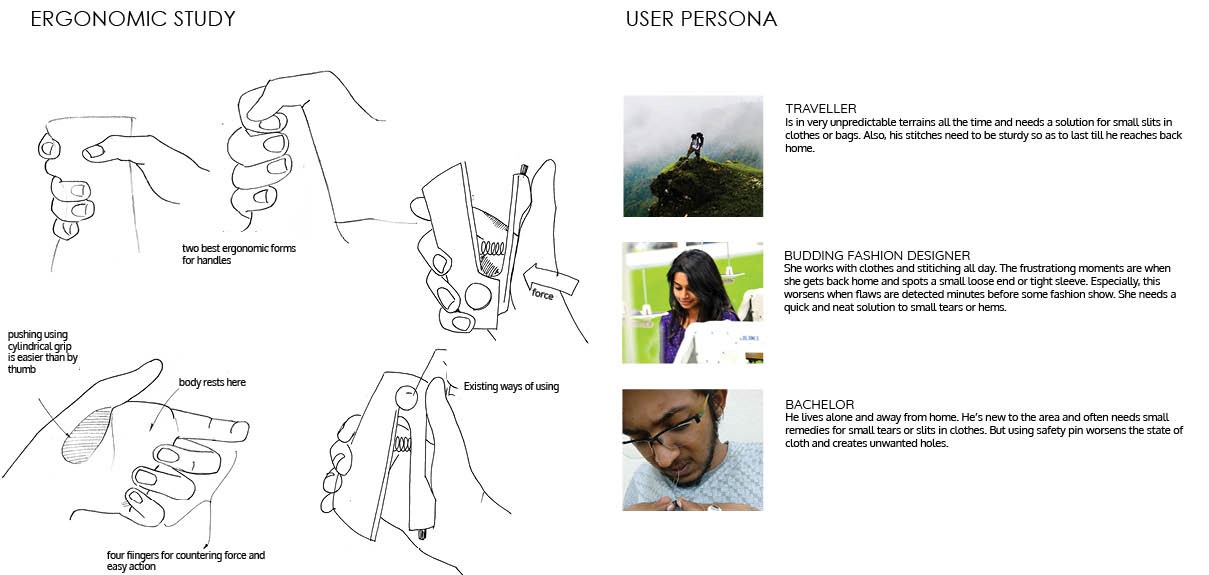 ERGONOMIC STUDY
two best ergonomic forms
for handles
force
pushing using
cylindrical grip
is easier than by
thumb
body rests here
Existing ways of using
four fiingers for countering force and
easy action
USER PERSONA
TRAVELLER
Is in very unpredictable terrains all the time and needs a solution for small slits in
clothes or bags. Also, his stitches need to be sturdy so as to last till he reaches back
home.
BUDDING FASHION DESIGNER
She works with clothes and stitiching all day. The frustrationg moments are when
she gets back home and spots a small loose end or tight sleeve. Especially, this
worsens when flaws are detected minutes before some fashion show. She needs a
quick and neat solution to small tears or hems.
BACHELOR
He lives alone and away from home. He's new to the area and often needs small
remedies for small tears or slits in clothes. But using safety pin worsens the state of
cloth and creates unwanted holes.